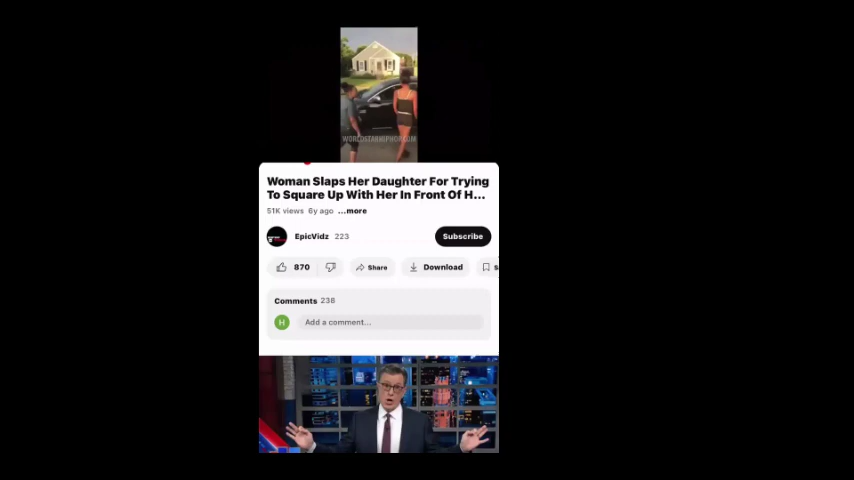 WORLDSTARHIPHOP.COM
Woman Slaps Her Daughter For Trying
To Square Up With Her In Front Of H...
51K views 6y ago ...more
EpicVidz 223
Subscribe
870
Share
Download
S
Comments 236
H
Add a comment...